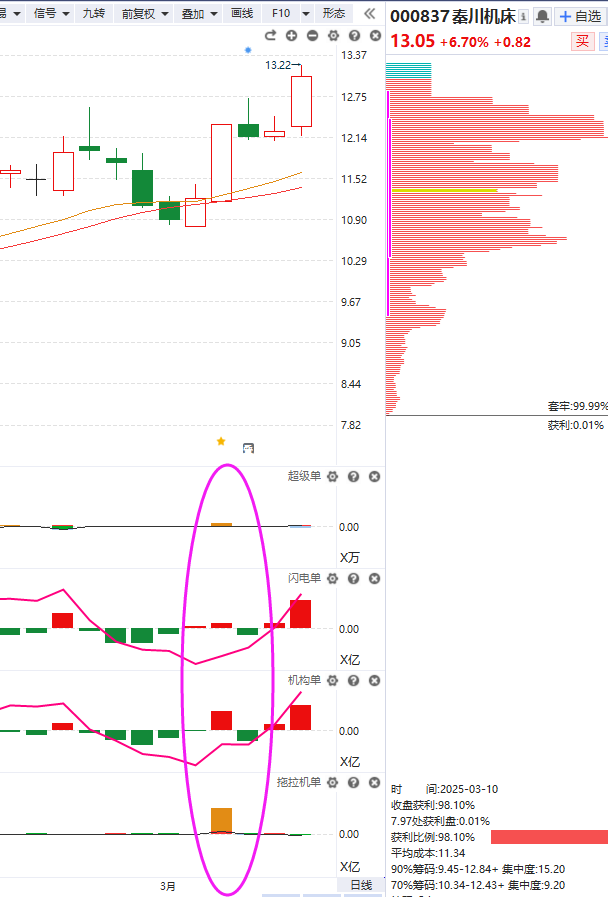 信号 九转 前复权 叠加 画线 F10 形态
000837 秦川机床 i 自选
13.05 +6.70% +0.82 买
13.37
13.22
12.75
12.14
11.52
10.90
10.29
9.67
9.05
8.44
7.82
套牢:99.99%
获利:0.01%
超级单
0.00
X万
闪电单
0.00
X亿
机构单
0.00
X亿
拖拉机单
0.00
X亿
3月 日线
时 间:2025-03-10
收盘获利:98.10%
7.97处获利盘:0.01%
获利比例:98.10%
平均成本:11.34
90%筹码:9.45-12.84+ 集中度:15.20
70%筹码:10.34-12.43+ 集中度:9.20